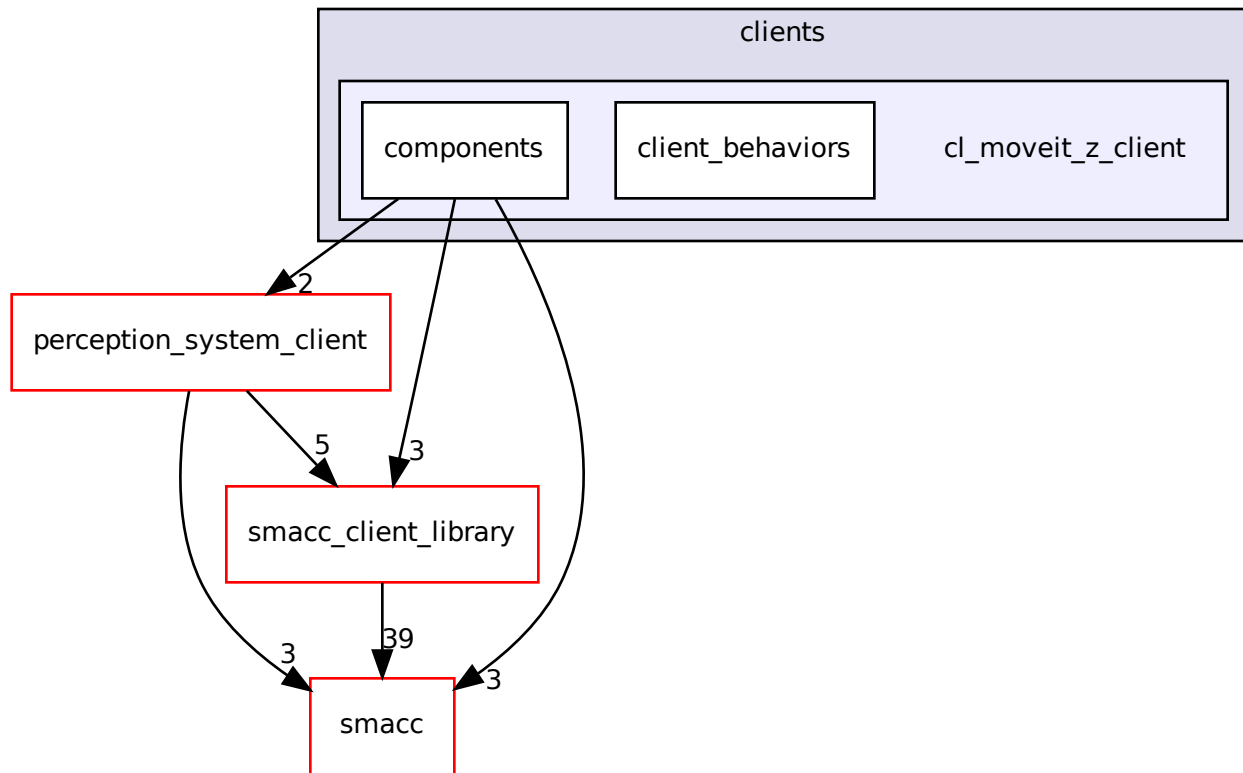 clients
components
client_behaviors
cl_moveit_z_client
2
perception_system_client
5
3
smacc_client_library
39
3
3
smacc